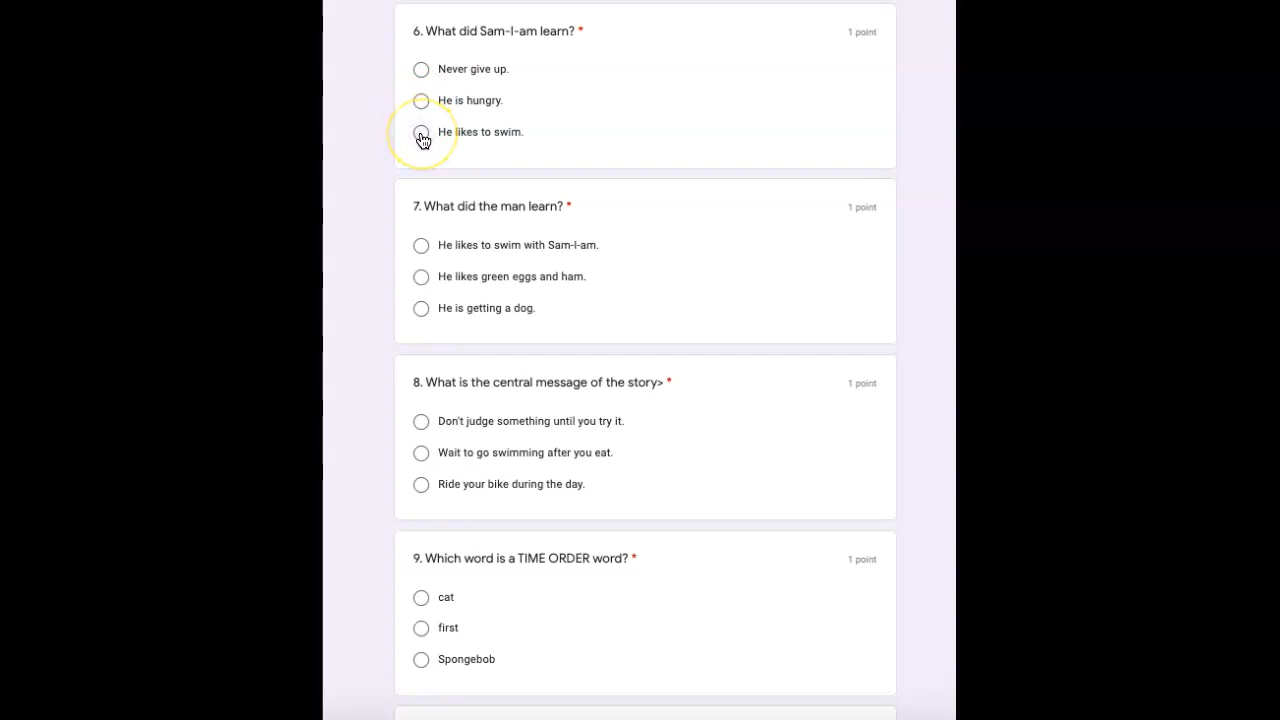 6. What did Sam-I-am learn? *
1 point
Never give up.
He is hungry.
He likes to swim.
7. What did the man learn? *
1 point
He likes to swim with Sam-I-am.
He likes green eggs and ham.
He is getting a dog.
8. What is the central message of the story> *
1 point
Don't judge something until you try it.
Wait to go swimming after you eat.
Ride your bike during the day.
9. Which word is a TIME ORDER word? *
1 point
cat
first
Spongebob